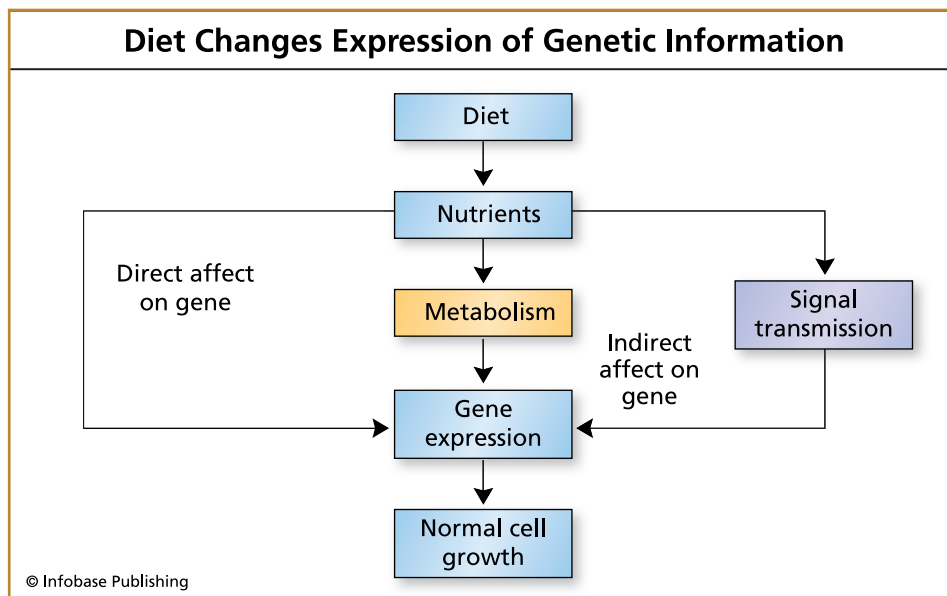 Diet Changes Expression of Genetic Information
Diet
Nutrients
Direct affect
on gene
Metabolism
Signal
transmission
Indirect
affect on
gene
Gene
expression
Normal cell
growth
© Infobase Publishing